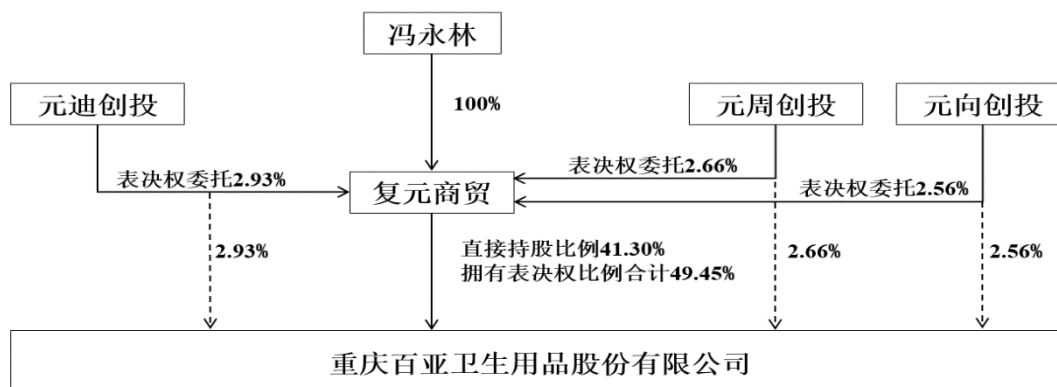 冯永林
元迪创投
元周创投
元向创投
100%
表决权委托2.93%
表决权委托2.66%
表决权委托2.56%
复元商贸
2.93%
直接持股比例41.30%
拥有表决权比例合计49.45%
2.66%
2.56%
重庆百亚卫生用品股份有限公司